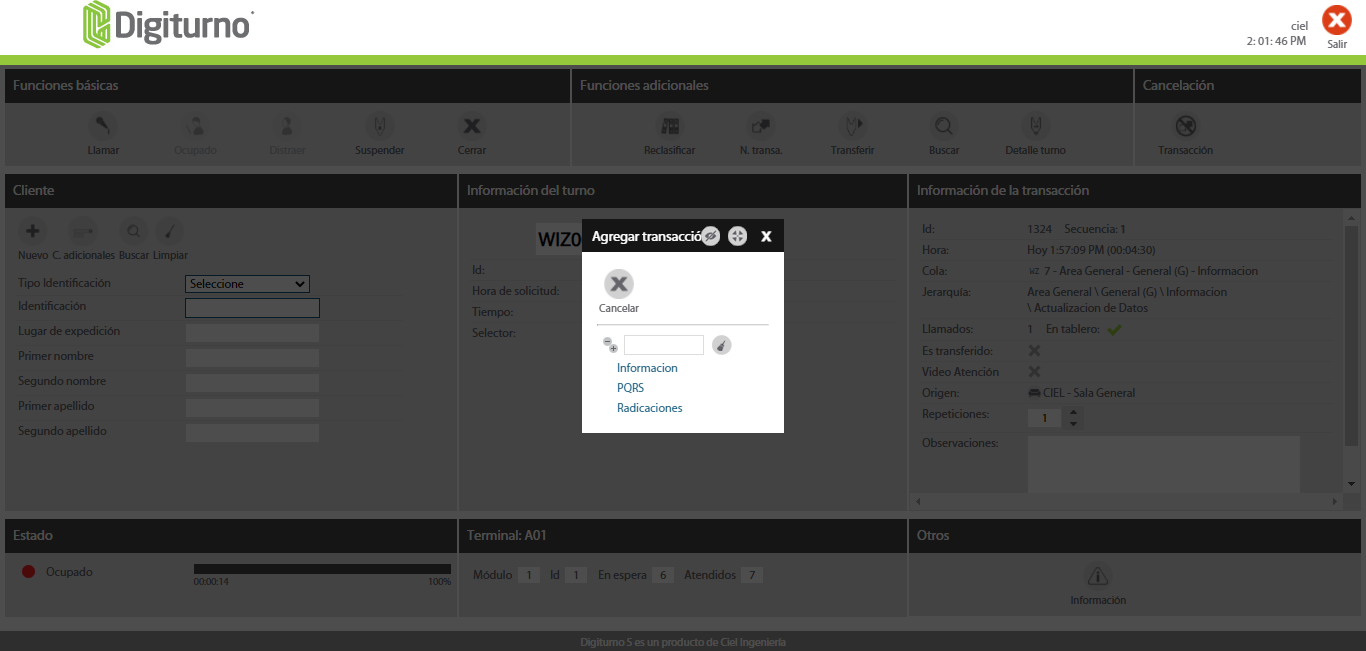 Digiturno
ciel
2: 01: 46 PM
Salir
Funciones básicas
Funciones adicionales
Cancelación
Llamar
Ocupado
Distraer
Suspender
Cerrar
Reclasificar
N. transa.
Transferir
Buscar
Detalle turno
Transacción
Cliente
Información del turno
Información de la transacción
Nuevo C. adicionales Buscar Limpiar
Tipo Identificación
Seleccione
Identificación
Lugar de expedición
Primer nombre
Segundo nombre
Primer apellido
Segundo apellido
Id:
Hora de solicitud:
Tiempo:
Selector:
Agregar transacció
X
Cancelar
Informacion
PQRS
Radicaciones
Id: 1324 Secuencia: 1
Hora: Hoy 1:57:09 PM (00:04:30)
Cola: WZ 7 - Area General - General (G) - Informacion
Jerarquía: Area General \ General (G) \ Informacion
\ Actualizacion de Datos
Llamados: 1 En tablero:
Es transferido:
Video Atención
Origen: CIEL - Sala General
Repeticiones: 1
Observaciones:
Estado
Terminal: A01
Otros
Ocupado
00:00:14 100%
Módulo 1 Id 1 En espera 6 Atendidos 7
Información
Digiturno 5 es un producto de Ciel Ingeniería